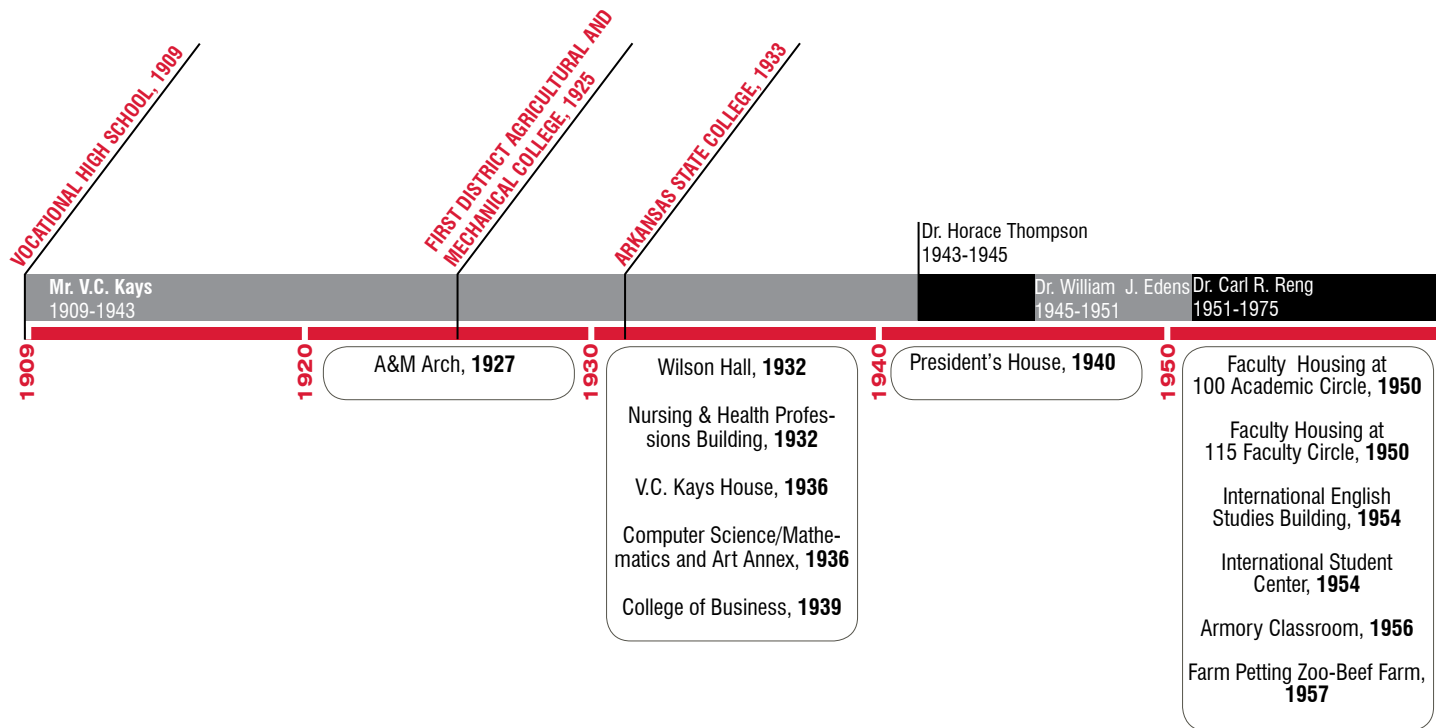 VOCATIONAL HIGH SCHOOL, 1909
FIRST DISTRICT AGRICULTURAL AND
MECHANICAL COLLEGE, 1925
ARKANSAS STATE COLLEGE, 1933
Mr. V.C. Kays
1909-1943
Dr. Horace Thompson
1943-1945
Dr. William J. Edens
1945-1951
Dr. Carl R. Reng
1951-1975
1909
1920
1930
1940
1950
A&M Arch, 1927
Wilson Hall, 1932
Nursing & Health Profes-
sions Building, 1932
V.C. Kays House, 1936
Computer Science/Mathe-
matics and Art Annex, 1936
College of Business, 1939
President’s House, 1940
Faculty Housing at
100 Academic Circle, 1950
Faculty Housing at
115 Faculty Circle, 1950
International English
Studies Building, 1954
International Student
Center, 1954
Armory Classroom, 1956
Farm Petting Zoo-Beef Farm,
1957